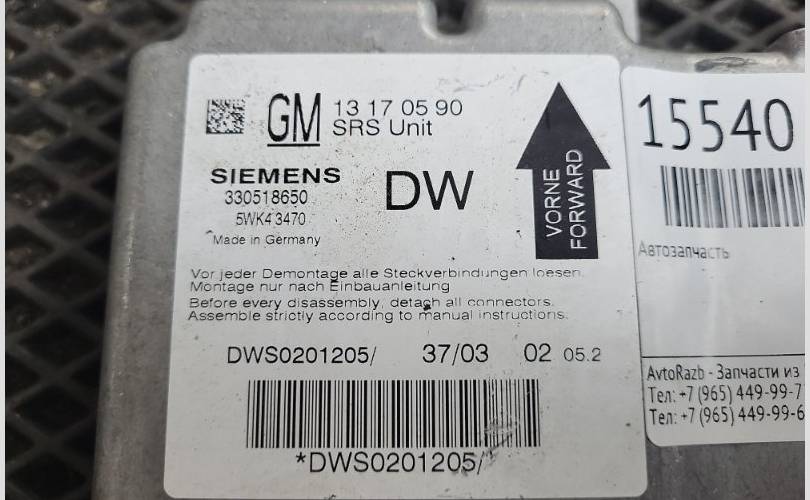 GM 13 17 05 90
SRS Unit
SIEMENS
330518650
5WK43470
Made in Germany
DW
VORNE
FORWARD
Vor jeder Demontage alle Steckverbindungen loesen.
Montage nur nach Einbauanleitung
Before every disassembly, detach all connectors.
Assemble strictly according to manual instructions.
DWS0201205/ 37/03 02 05.2
*DWS0201205/
15540
Автозапчасть
AvtoRazb - Запчасти из
Тел: +7 (965) 449-99-7
Тел: +7 (965) 449-99-6